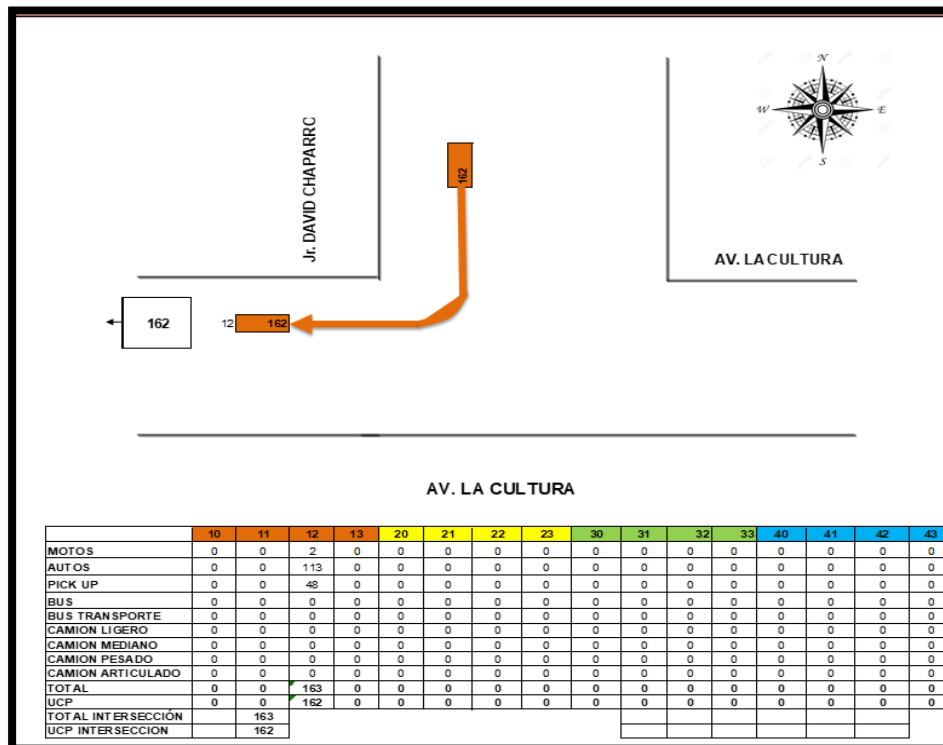 N
W E
S
Jr. DAVID CHAPARRC
162
AV. LA CULTURA
162
12 162
AV. LA CULTURA
10 11 12 13 20 21 22 23 30 31 32 33 40 41 42 43
MOTOS 0 0 2 0 0 0 0 0 0 0 0 0 0 0 0 0
AUTOS 0 0 113 0 0 0 0 0 0 0 0 0 0 0 0 0
PICK UP 0 0 48 0 0 0 0 0 0 0 0 0 0 0 0 0
BUS 0 0 0 0 0 0 0 0 0 0 0 0 0 0 0 0
BUS TRANSPORTE 0 0 0 0 0 0 0 0 0 0 0 0 0 0 0 0
CAMION LIGERO 0 0 0 0 0 0 0 0 0 0 0 0 0 0 0 0
CAMION MEDIANO 0 0 0 0 0 0 0 0 0 0 0 0 0 0 0 0
CAMION PESADO 0 0 0 0 0 0 0 0 0 0 0 0 0 0 0 0
CAMION ARTICULADO 0 0 0 0 0 0 0 0 0 0 0 0 0 0 0 0
TOTAL 0 0 163 0 0 0 0 0 0 0 0 0 0 0 0 0
UCP 0 0 162 0 0 0 0 0 0 0 0 0 0 0 0 0
TOTAL INTERSECCIÓN 163
UCP INTERSECCION 162